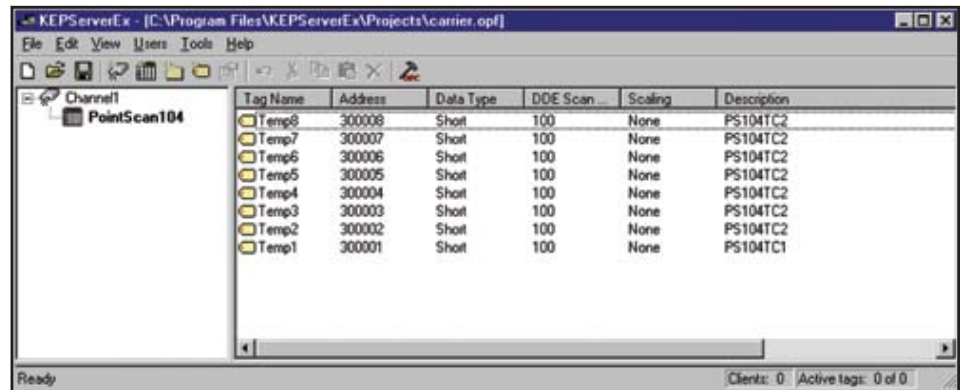 KEPServerEx - [C:\Program Files\KEPServerEx\Projects\carrier.opf]
File Edit View Users Tools Help
Channel1
PointScan104
Tag Name Address Data Type DDE Scan ... Scaling Description
Temp8 300008 Short 100 None PS104TC2
Temp7 300007 Short 100 None PS104TC2
Temp6 300006 Short 100 None PS104TC2
Temp5 300005 Short 100 None PS104TC2
Temp4 300004 Short 100 None PS104TC2
Temp3 300003 Short 100 None PS104TC2
Temp2 300002 Short 100 None PS104TC2
Temp1 300001 Short 100 None PS104TC1
Ready Clients: 0 Active tags: 0 of 0